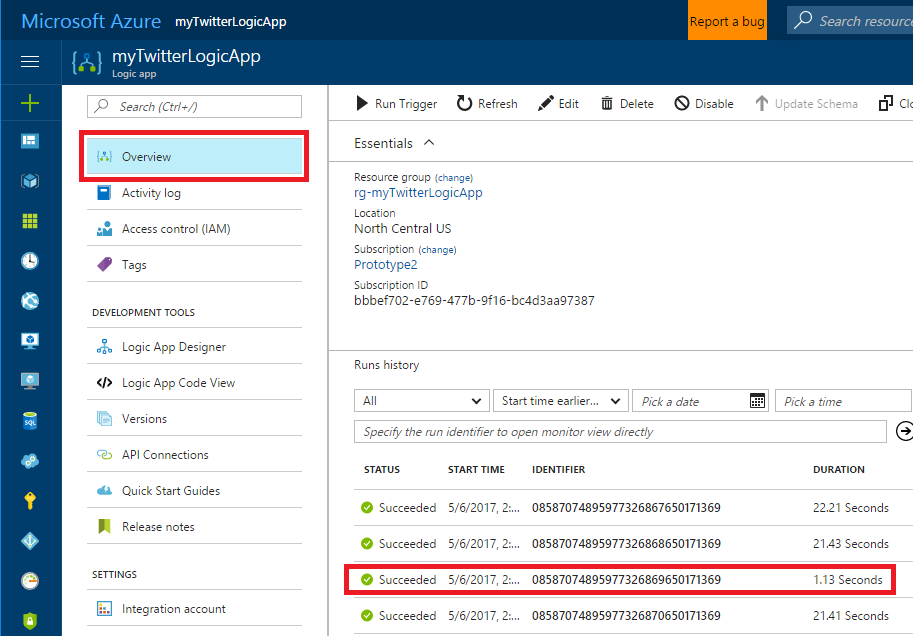 Microsoft Azure myTwitterLogicApp
Report a bug
Search resourc
myTwitterLogicApp
Logic app
Search (Ctrl+/)
Overview
Activity log
Access control (IAM)
Tags
DEVELOPMENT TOOLS
Logic App Designer
</> Logic App Code View
Versions
API Connections
Quick Start Guides
Release notes
SETTINGS
Integration account
SQL
Run Trigger Refresh Edit Delete Disable Update Schema Clo
Essentials
Resource group (change)
rg-myTwitterLogicApp
Location
North Central US
Subscription (change)
Prototype2
Subscription ID
bbbef702-e769-477b-9f16-bc4d3aa97387
Runs history
All Start time earlier... Pick a date Pick a time
Specify the run identifier to open monitor view directly
STATUS START TIME IDENTIFIER DURATION
Succeeded 5/6/2017, 2:... 08587074895977326867650171369 22.21 Seconds
Succeeded 5/6/2017, 2:... 08587074895977326868650171369 21.43 Seconds
Succeeded 5/6/2017, 2:... 08587074895977326869650171369 1.13 Seconds
Succeeded 5/6/2017, 2:... 08587074895977326870650171369 21.41 Seconds